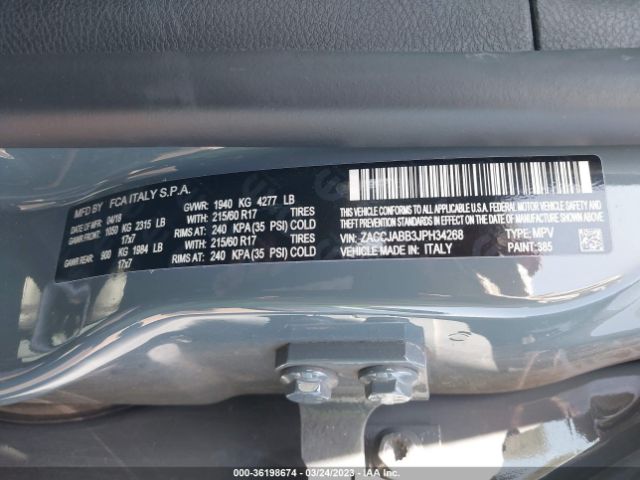 MFD BY FCA ITALY S.P.A.
DATE OF MFR 04/18 GVWR: 1940 KG 4277 LB
GAWR FRONT: 1050 KG 2315 LB WITH 215/60 R17 TIRES
17x7 RIMS AT: 240 KPA(35 PSI) COLD
GAWR REAR: 900 KG 1984 LB WITH 215/60 R17 TIRES
17x7 RIMS AT: 240 KPA(35 PSI) COLD
THIS VEHICLE CONFORMS TO ALL APPLICABLE U.S.A.
FEDERAL MOTOR VEHICLE SAFETY, BUMPER, AND
THEFT PREVENTION STANDARDS IN EFFECT ON THE DATE OF
MANUFACTURE SHOWN ABOVE.
VIN: ZACCJABB3JPH34268 TYPE: MPV
VEHICLE MADE IN: ITALY PAINT: 385
000-36198674 / 03/24/2023 - IAA Corp.